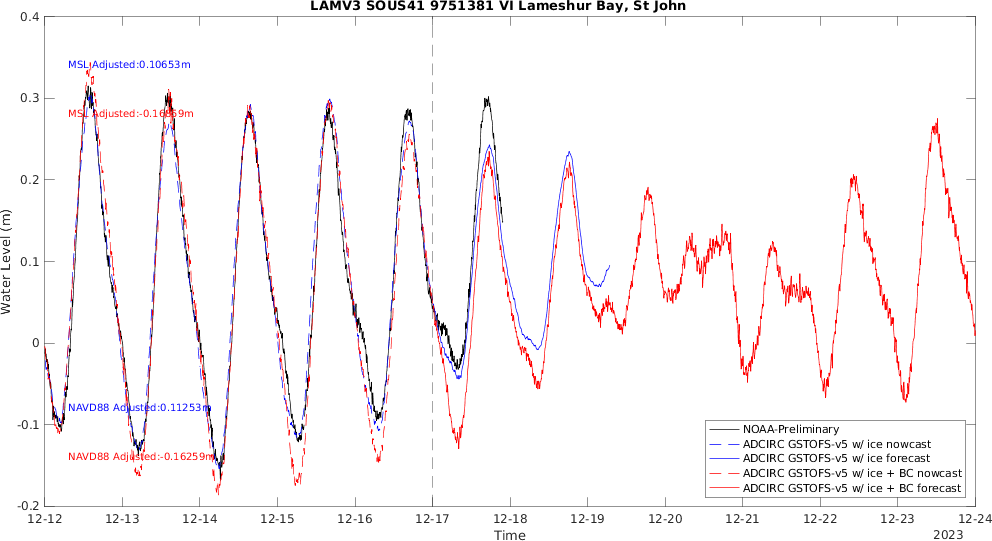 LAMV3 SOUS41 9751381 VI Lameshur Bay, St John
0.4
0.3
0.2
0.1
0
-0.1
-0.2
Water Level (m)
MSL Adjusted:0.10653m
NAVD88 Adjusted:0.11253m
NAVD88 Adjusted:-0.16259m
NOAA-Preliminary
ADCIRC GSTOFS-v5 w/ ice nowcast
ADCIRC GSTOFS-v5 w/ ice forecast
ADCIRC GSTOFS-v5 w/ ice + BC nowcast
ADCIRC GSTOFS-v5 w/ ice + BC forecast
12-12
12-13
12-14
12-15
12-16
12-17
12-18
12-19
12-20
12-21
12-22
12-23
12-24
Time
2023